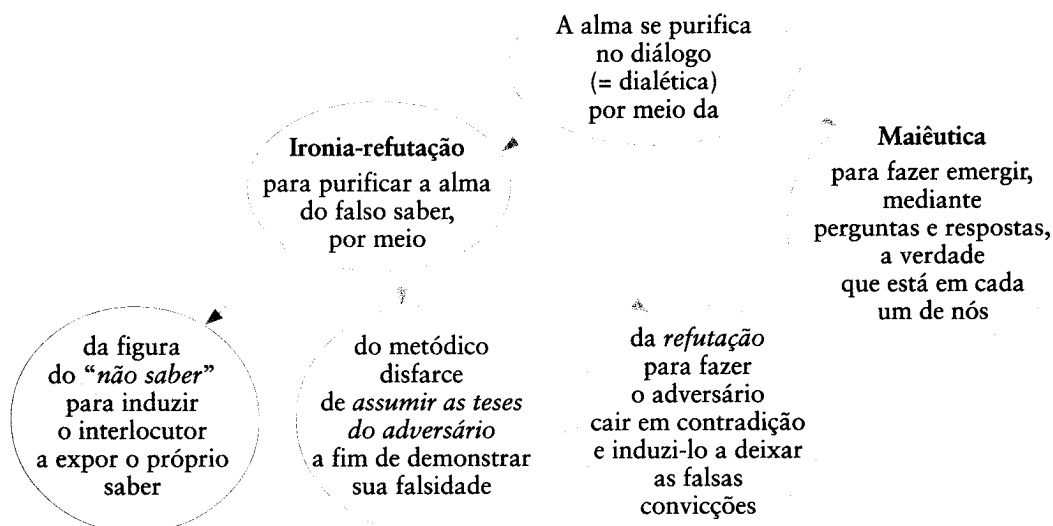 A alma se purifica
no diálogo
(= dialética)
por meio da
Ironia-refutação
para purificar a alma
do falso saber,
por meio
Maiêutica
para fazer emergir,
mediante
perguntas e respostas,
a verdade
que está em cada
um de nós
da figura
do “não saber”
para induzir
o interlocutor
a expor o próprio
saber
do metódico
disfarce
de assumir as teses
do adversário
a fim de demonstrar
sua falsidade
da refutação
para fazer
o adversário
cair em contradição
e induzi-lo a deixar
as falsas
convicções